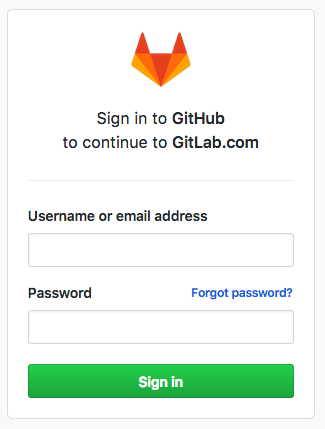 Sign in to GitHub
to continue to GitLab.com
Username or email address
Password Forgot password?
Sign in